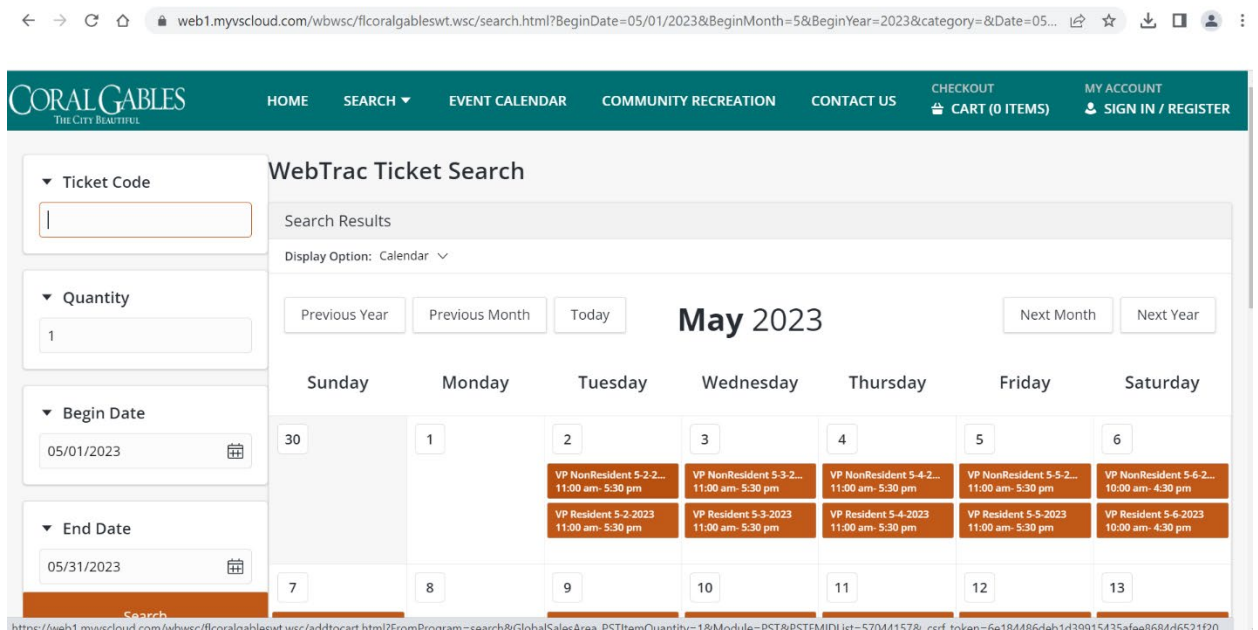 web1.myvscloud.com/wbwsc/flcoralgableswt.wsc/search.html?BeginDate=05/01/2023&BeginMonth=5&BeginYear=2023&category=&Date=05...
CORAL GABLES
THE CITY BEAUTIFUL
HOME SEARCH EVENT CALENDAR COMMUNITY RECREATION CONTACT US
CHECKOUT
CART (0 ITEMS)
MY ACCOUNT
SIGN IN / REGISTER
Ticket Code
Quantity
1
Begin Date
05/01/2023
End Date
05/31/2023
Search
WebTrac Ticket Search
Search Results
Display Option: Calendar
Previous Year Previous Month Today May 2023 Next Month Next Year
Sunday Monday Tuesday Wednesday Thursday Friday Saturday
30 1 2 3 4 5 6
VP NonResident 5-2-2... VP NonResident 5-3-2... VP NonResident 5-4-2... VP NonResident 5-5-2... VP NonResident 5-6-2...
11:00 am- 5:30 pm 11:00 am- 5:30 pm 11:00 am- 5:30 pm 11:00 am- 5:30 pm 10:00 am- 4:30 pm
VP Resident 5-2-2023 VP Resident 5-3-2023 VP Resident 5-4-2023 VP Resident 5-5-2023 VP Resident 5-6-2023
11:00 am- 5:30 pm 11:00 am- 5:30 pm 11:00 am- 5:30 pm 11:00 am- 5:30 pm 10:00 am- 4:30 pm
7 8 9 10 11 12 13